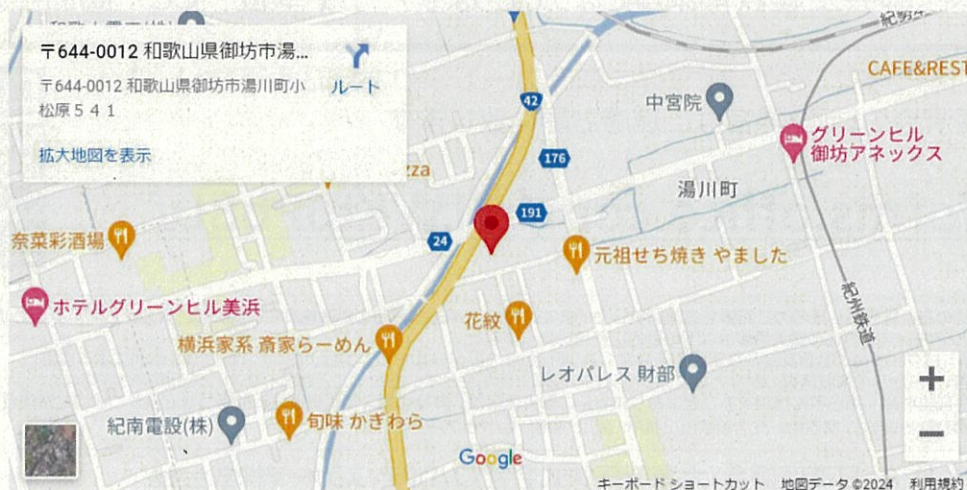 〒644-0012 和歌山県御坊市湯...
〒644-0012 和歌山県御坊市湯川町小
松原５４１
ルート
拡大地図を表示
紀勢本
CAFE&REST
42
中宮院
グリーンヒル
御坊アネックス
176
zza
湯川町
191
24
奈菜彩酒場
元祖せち焼き やました
ホテルグリーンヒル美浜
花紋
紀州鉄道
横浜家系 斎家らーめん
レオパレス 財部
紀南電設(株)
旬味 かぎわら
+
−
Google
キーボード ショートカット
地図データ ©2024
利用規約